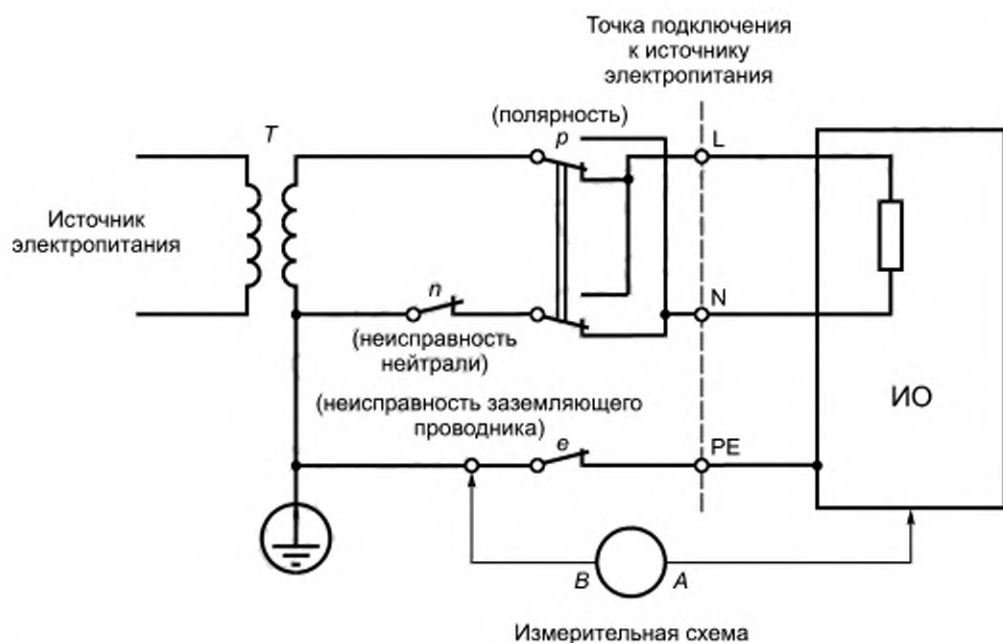 Точка подключения
к источнику
электропитания
(полярность)
T
p
L
Источник
электропитания
n
N
(неисправность
нейтрали)
ИО
(неисправность заземляющего
проводника)
e
PE
B
A
Измерительная схема